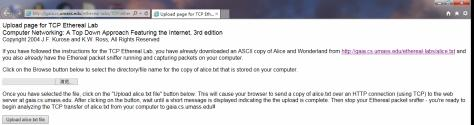 Upload page for TCP Eth...
Upload page for TCP Ethereal Lab
Computer Networking: A Top Down Approach Featuring the Internet, 3rd edition
Copyright 2004 J.F. Kurose and K.W. Ross, All Rights Reserved
If you have followed the instructions for the TCP Ethereal Lab, you have already downloaded an ASCII copy of Alice and Wonderland from http://gaia.cs.umass.edu/ethereal-labs/alice.txt and
you also already have the Ethereal packet sniffer running and capturing packets on your computer.
Click on the Browse button below to select the directory/file name for the copy of alice.txt that is stored on your computer.
浏览...
Once you have selected the file, click on the "Upload alice.txt file" button below. This will cause your browser to send a copy of alice.txt over an HTTP connection (using TCP) to the web
server at gaia.cs.umass.edu. After clicking on the button, wait until a short message is displayed indicating the the upload is complete. Then stop your Ethereal packet sniffer - you're ready to
begin analyzing the TCP transfer of alice.txt from your computer to gaia.cs.umass.edu!!
Upload alice.txt file